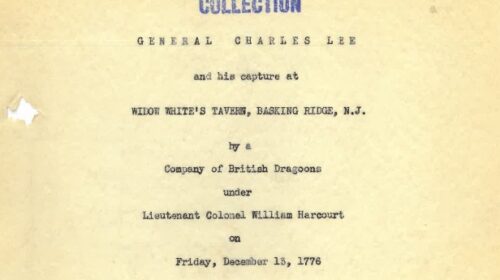 COLLECTION
GENERAL CHARLES LEE
and his capture at
WIDOW WHITE'S TAVERN, BASKING RIDGE, N.J.
by a
Company of British Dragoons
under
Lieutenant Colonel William Harcourt
on
Friday, December 13, 1776